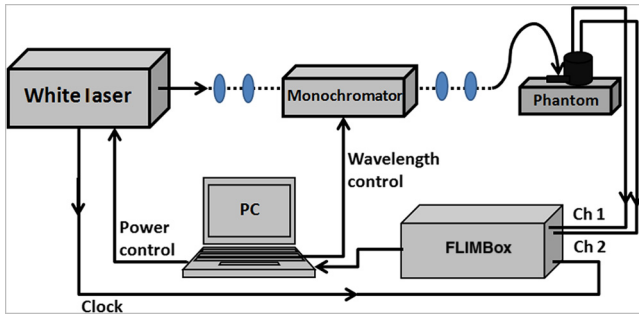 White laser
Monochromator
Phantom
Wavelength
control
PC
Power
control
Ch 1
FLIMBox
Ch 2
Clock